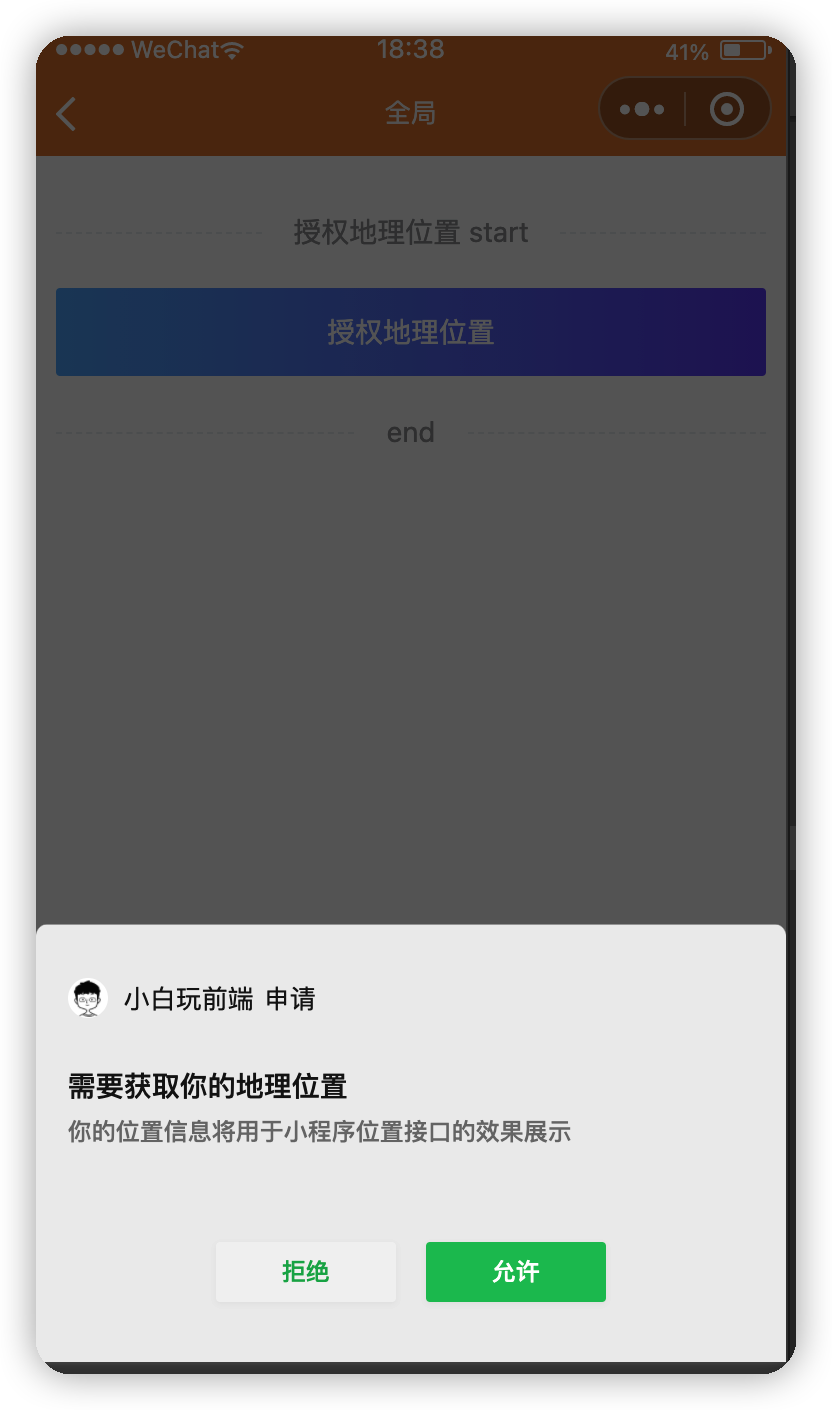 ●●●●● WeChat 18:38 41%
全局
授权地理位置 start
授权地理位置
end
小白玩前端 申请
需要获取你的地理位置
你的位置信息将用于小程序位置接口的效果展示
拒绝 允许